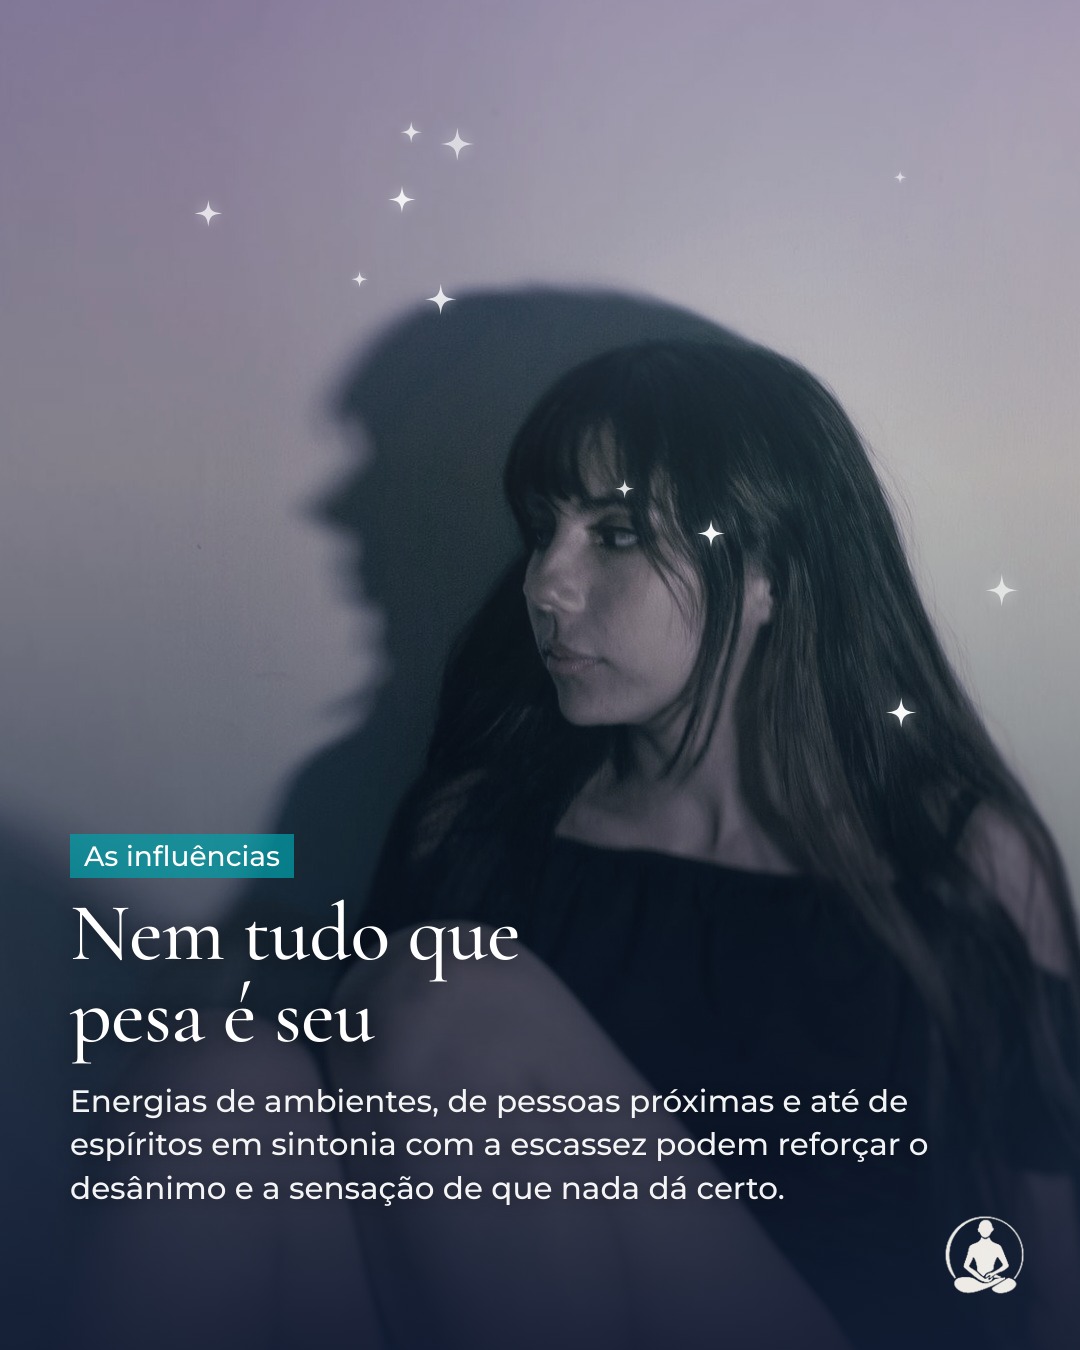 As influências
Nem tudo que
pesa é seu
Energias de ambientes, de pessoas próximas e até de
espíritos em sintonia com a escassez podem reforçar o
desânimo e a sensação de que nada dá certo.